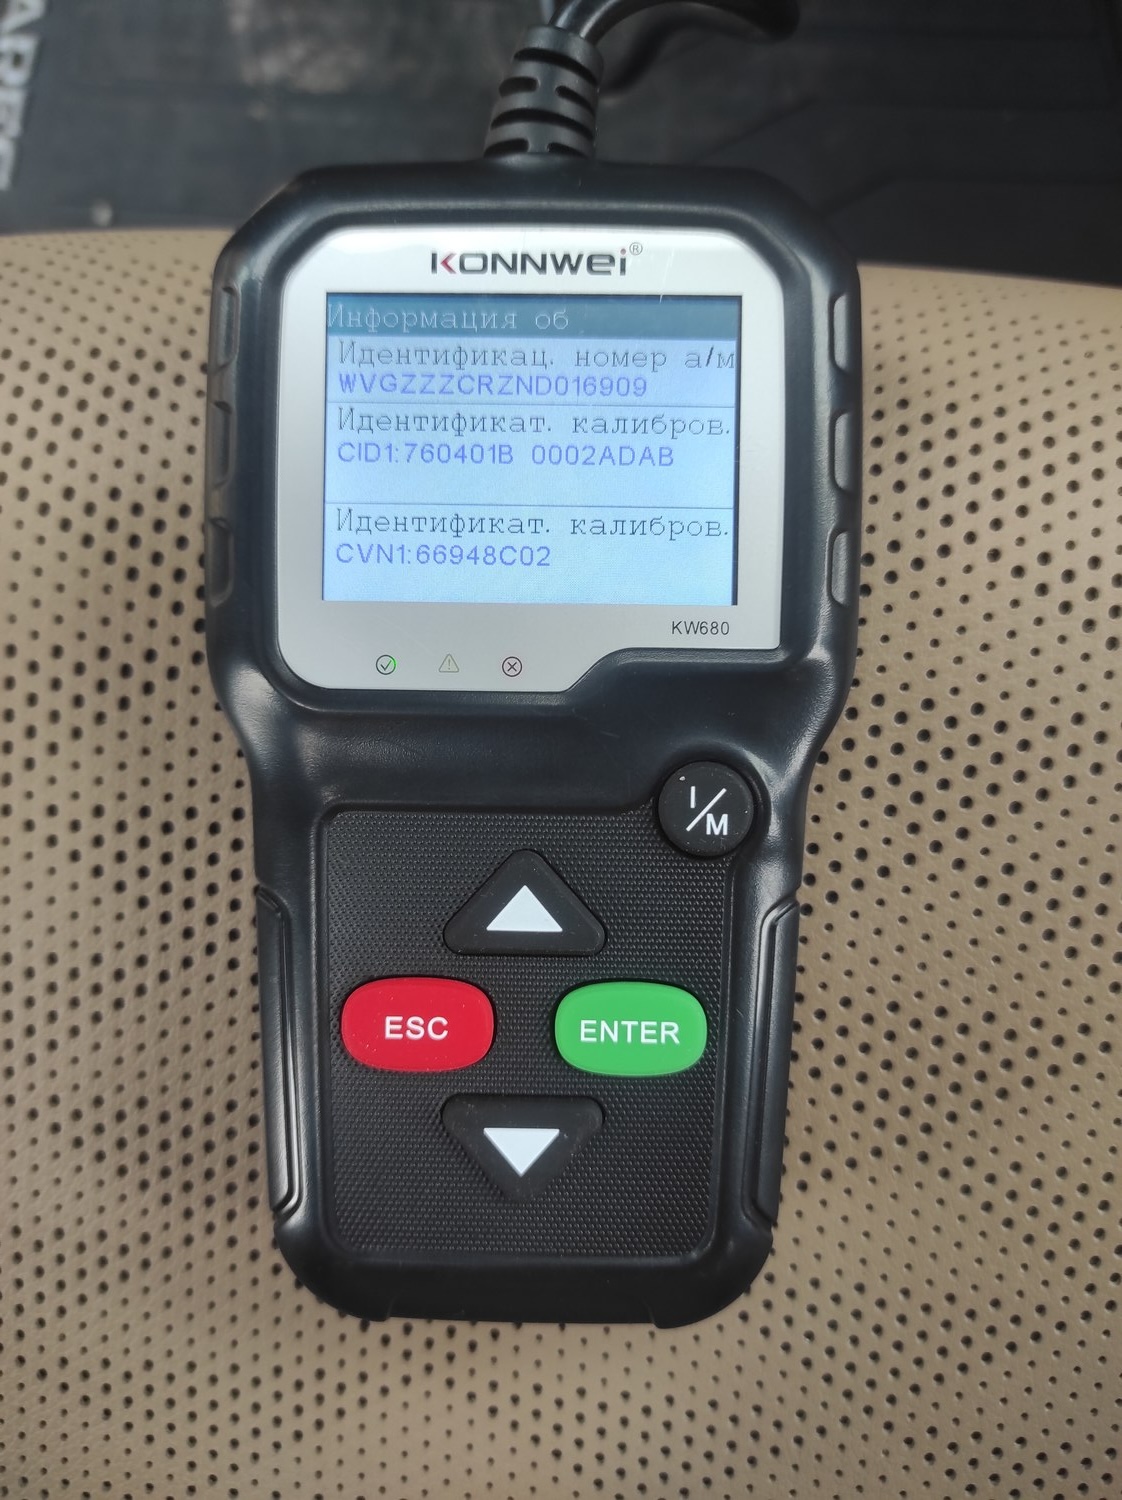 KONNWEI®
Информация об
Идентификац. номер а/м
WVGZZZCRZND016909
Идентификат. калибров.
CID1:760401B 0002ADAB
Идентификат. калибров.
CVN1:66948C02
KW680
I/M
ESC
ENTER